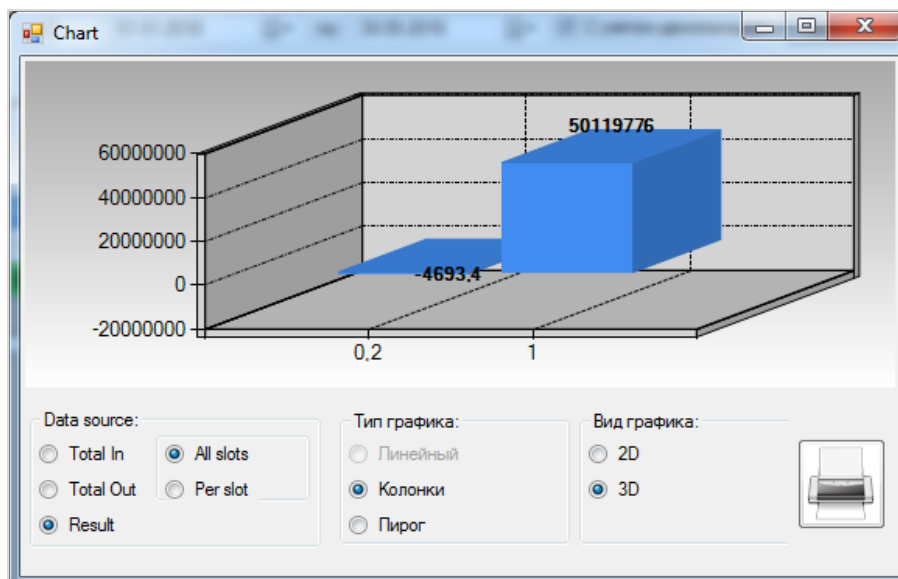 Chart
50119776
60000000
40000000
20000000
0
-4693,4
-20000000
0,2 1
Data source: Тип графика: Вид графика:
Total In All slots Линейный 2D
Total Out Per slot Колонки 3D
Result Пирог